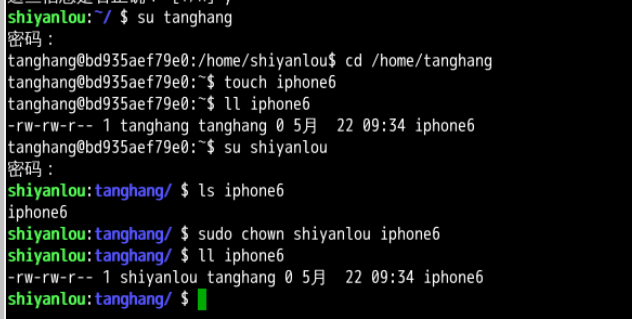 shiyanlou:~/ $ su tanghang
密码：
tanghang@bd935aef79e0:/home/shiyanlou$ cd /home/tanghang
tanghang@bd935aef79e0:~$ touch iphone6
tanghang@bd935aef79e0:~$ ll iphone6
-rw-rw-r-- 1 tanghang tanghang 0 5月  22 09:34 iphone6
tanghang@bd935aef79e0:~$ su shiyanlou
密码：
shiyanlou:tanghang/ $ ls iphone6
iphone6
shiyanlou:tanghang/ $ sudo chown shiyanlou iphone6
shiyanlou:tanghang/ $ ll iphone6
-rw-rw-r-- 1 shiyanlou tanghang 0 5月  22 09:34 iphone6
shiyanlou:tanghang/ $